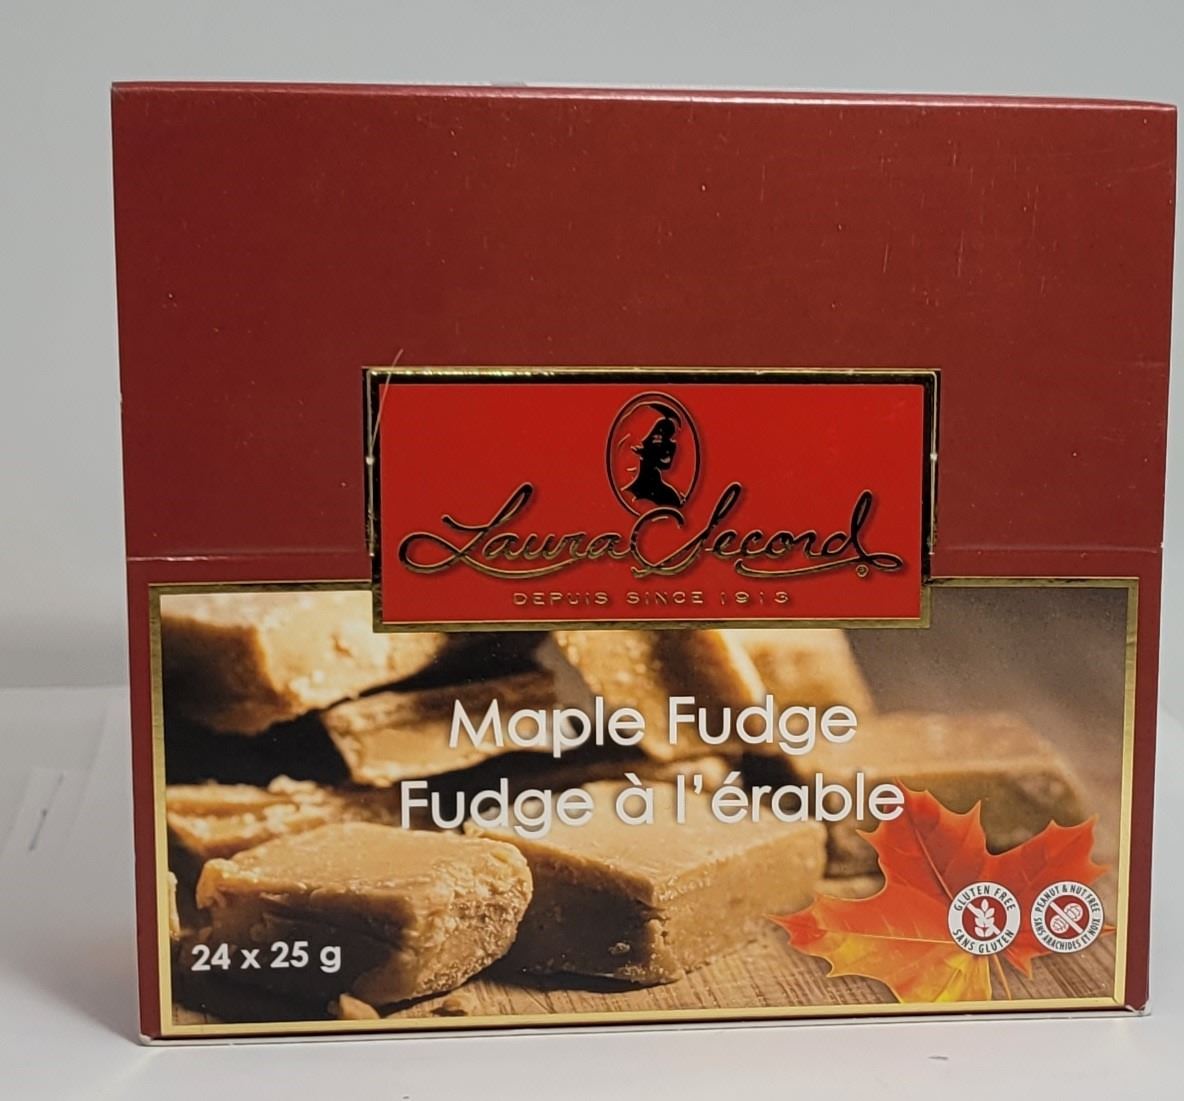 Laura Secord®
DEPUIS SINCE 1913
Maple Fudge
Fudge à l'érable
24 x 25 g
GLUTEN FREE
SANS GLUTEN
PEANUT & NUT FREE
SANS ARACHIDES ET NOIX